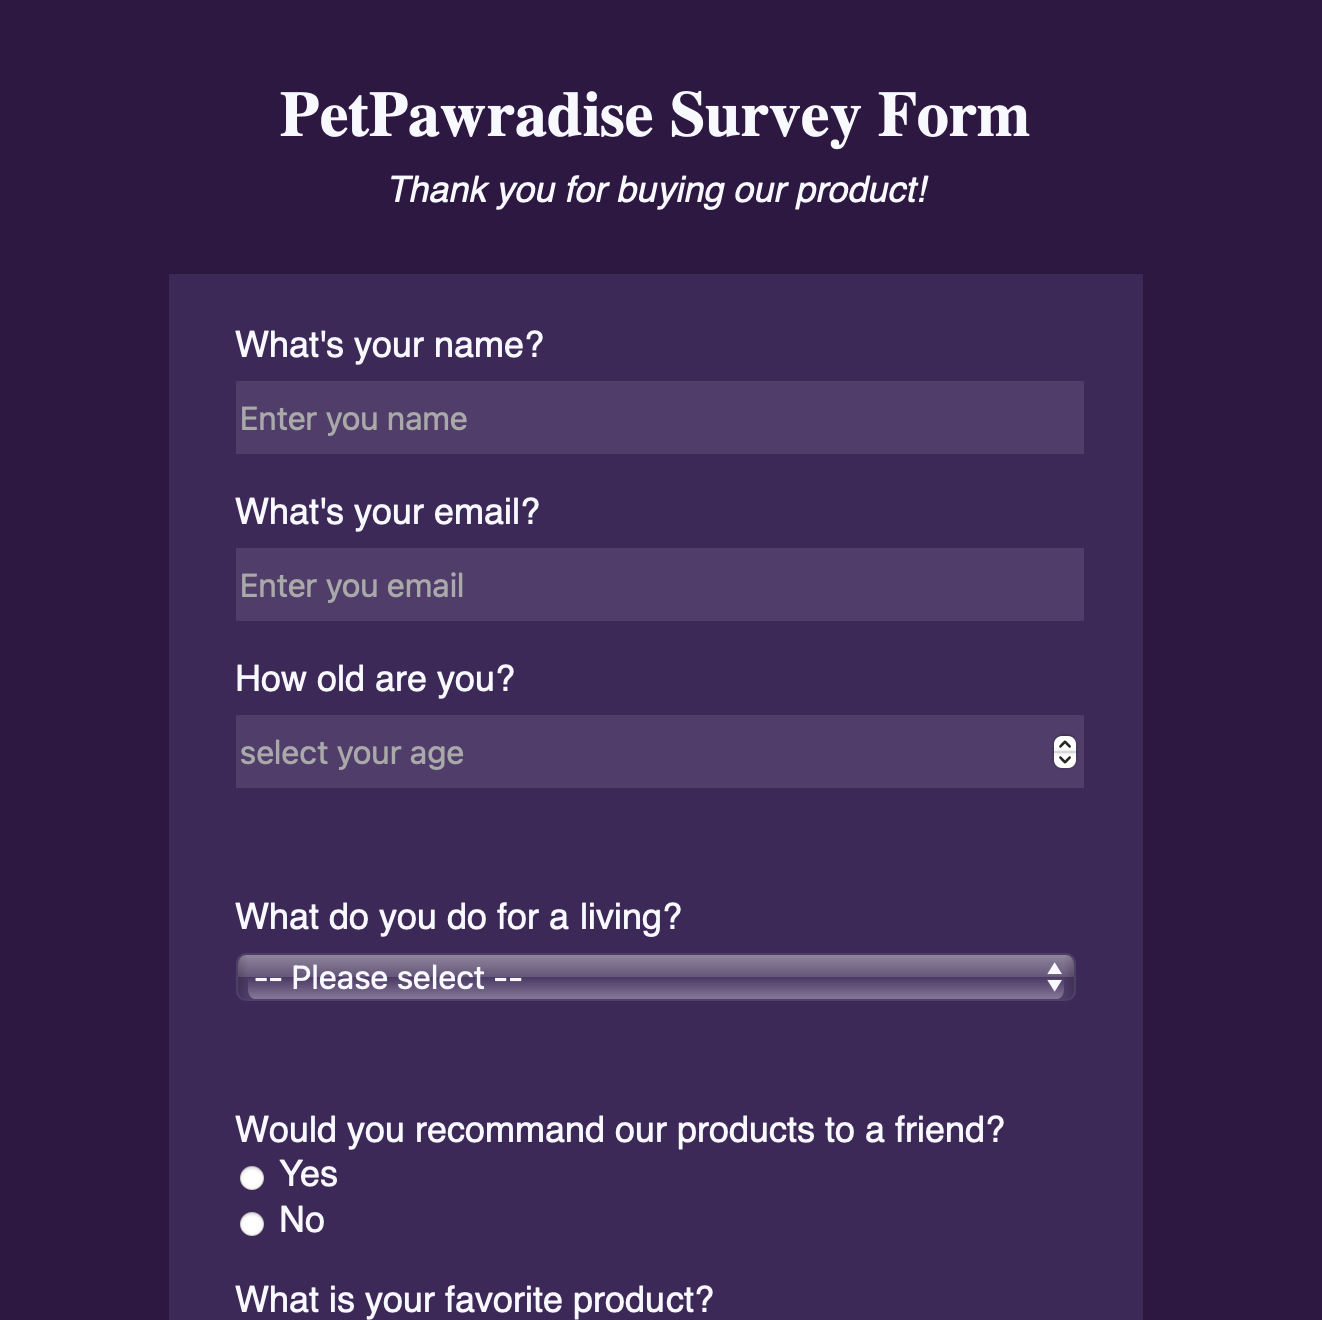 PetPawradise Survey Form
Thank you for buying our product!
What's your name?
Enter you name
What's your email?
Enter you email
How old are you?
select your age
What do you do for a living?
-- Please select --
Would you recommand our products to a friend?
Yes
No
What is your favorite product?